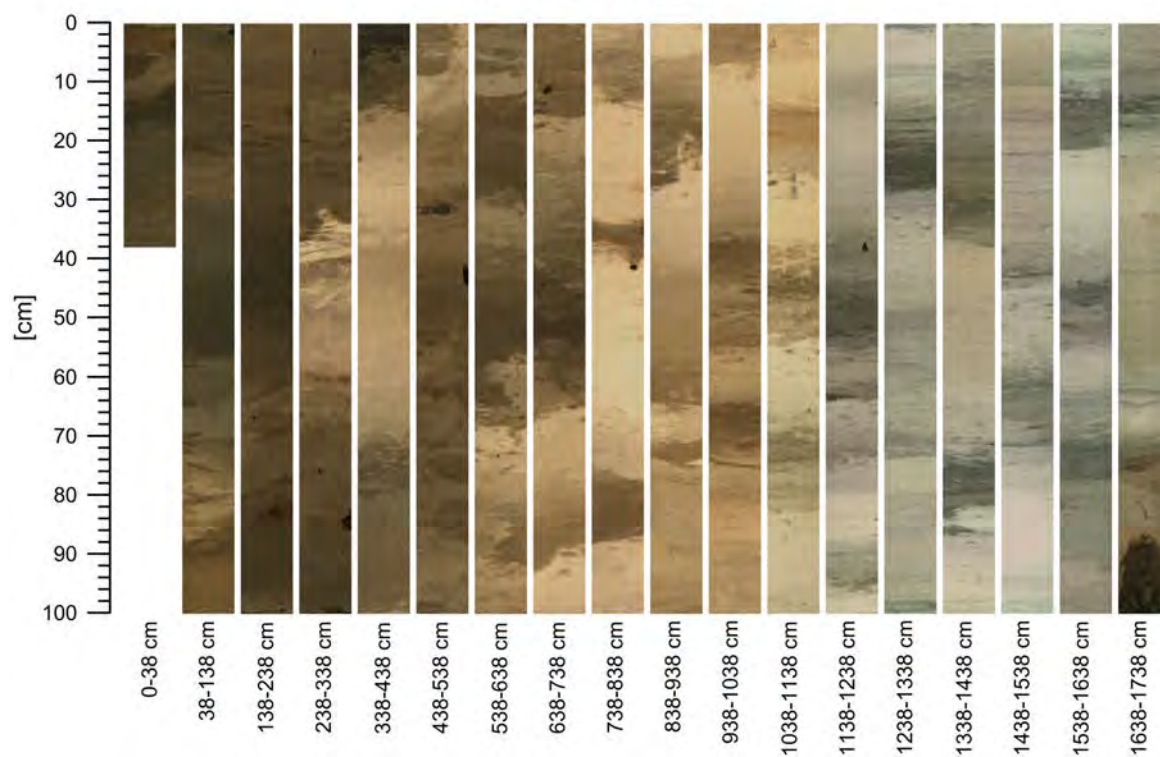 0
10
20
30
40
50
60
70
80
90
100
[cm]
0-38 cm
38-138 cm
138-238 cm
238-338 cm
338-438 cm
438-538 cm
538-638 cm
638-738 cm
738-838 cm
838-938 cm
938-1038 cm
1038-1138 cm
1138-1238 cm
1238-1338 cm
1338-1438 cm
1438-1538 cm
1538-1638 cm
1638-1738 cm